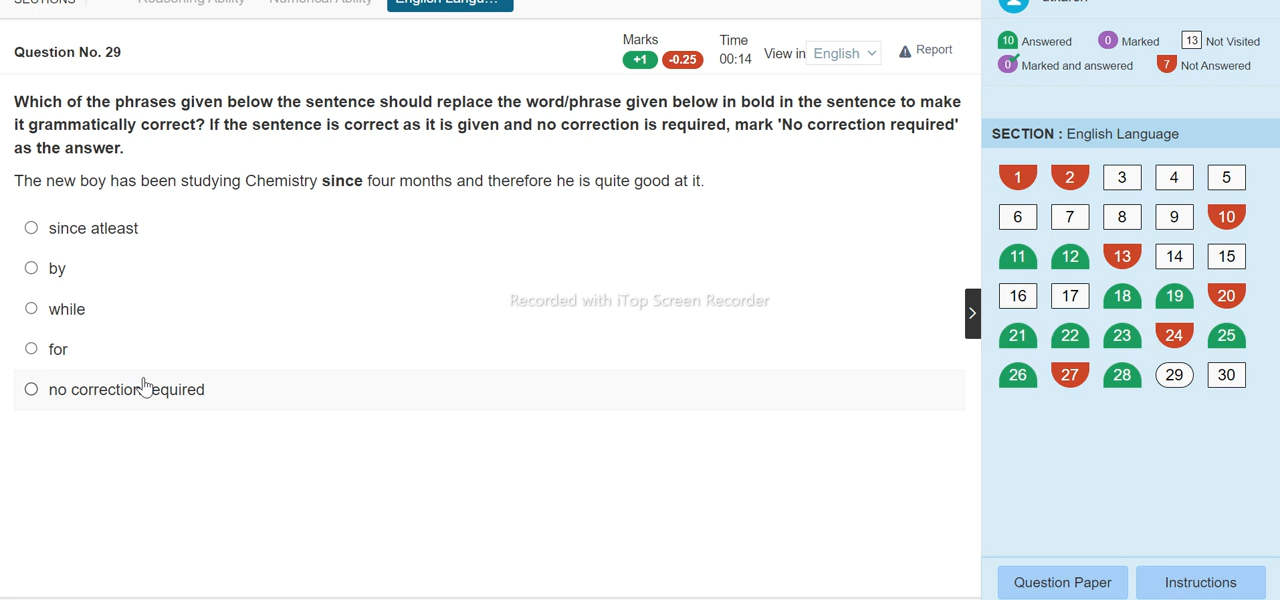 SECTIONS Reasoning Ability Numerical Ability English Langu...
Question No. 29
Marks
+1 -0.25
Time
00:14
View in English
Report
Which of the phrases given below the sentence should replace the word/phrase given below in bold in the sentence to make
it grammatically correct? If the sentence is correct as it is given and no correction is required, mark 'No correction required'
as the answer.
The new boy has been studying Chemistry since four months and therefore he is quite good at it.
since atleast
by
while
for
no correction required
Recorded with iTop Screen Recorder
10 Answered 0 Marked 13 Not Visited
0 Marked and answered 7 Not Answered
SECTION : English Language
1 2 3 4 5
6 7 8 9 10
11 12 13 14 15
16 17 18 19 20
21 22 23 24 25
26 27 28 29 30
Question Paper Instructions